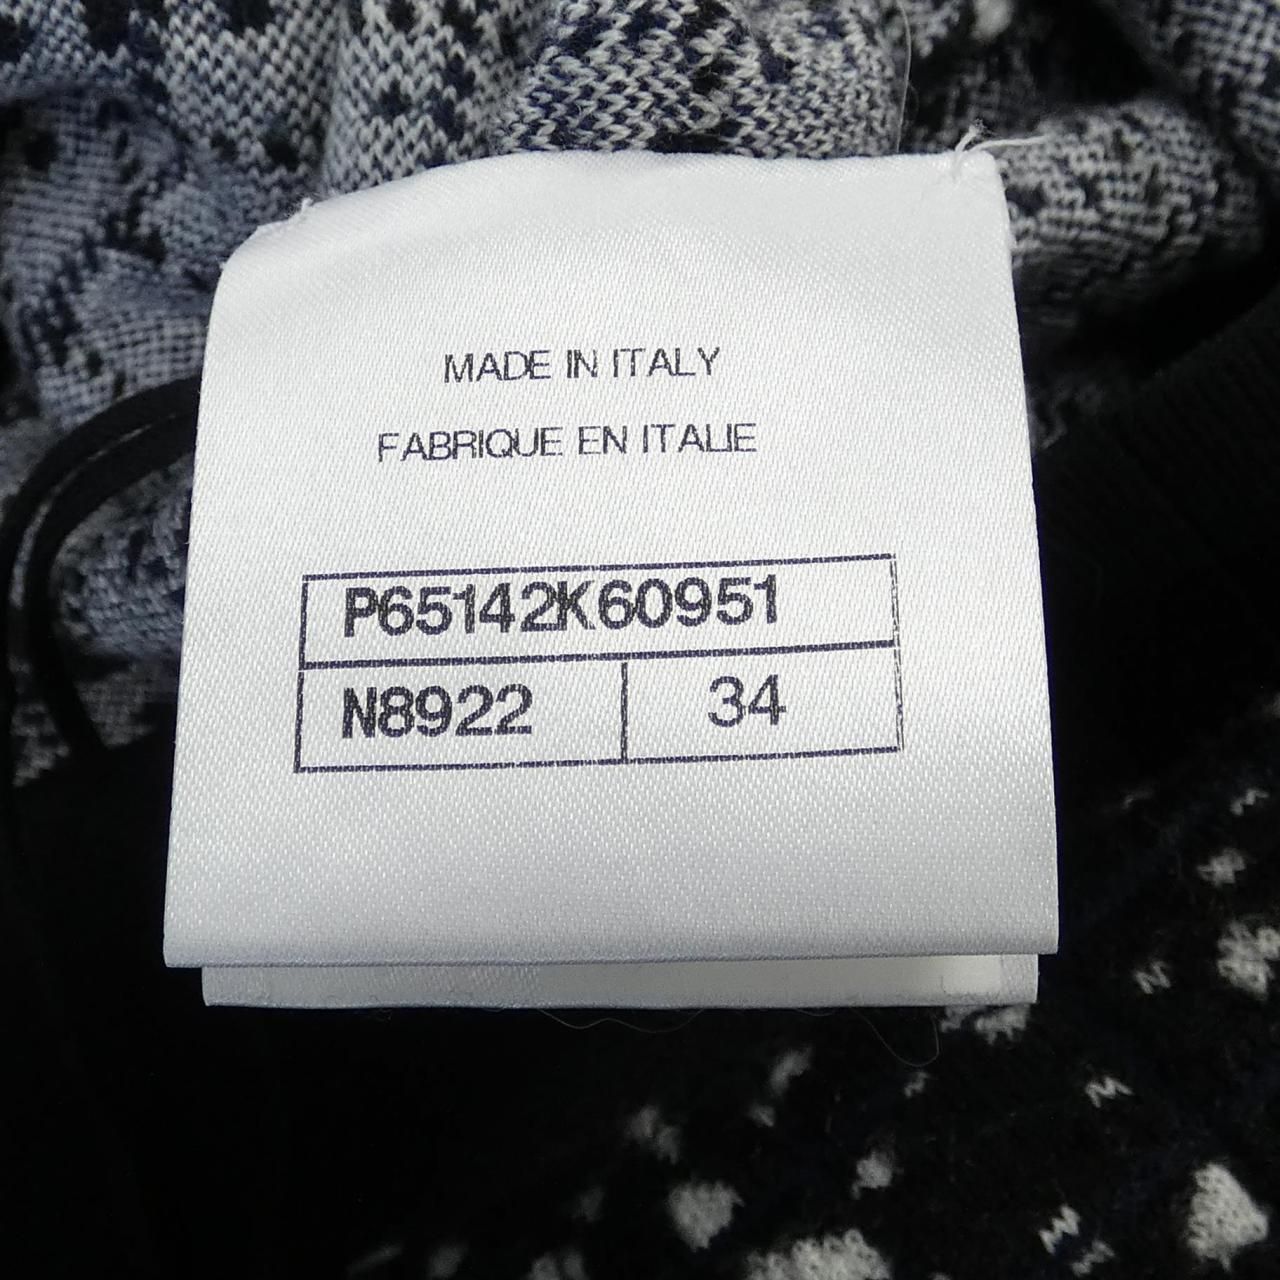 MADE IN ITALY
FABRIQUE EN ITALIE
P65142K60951
N8922 34